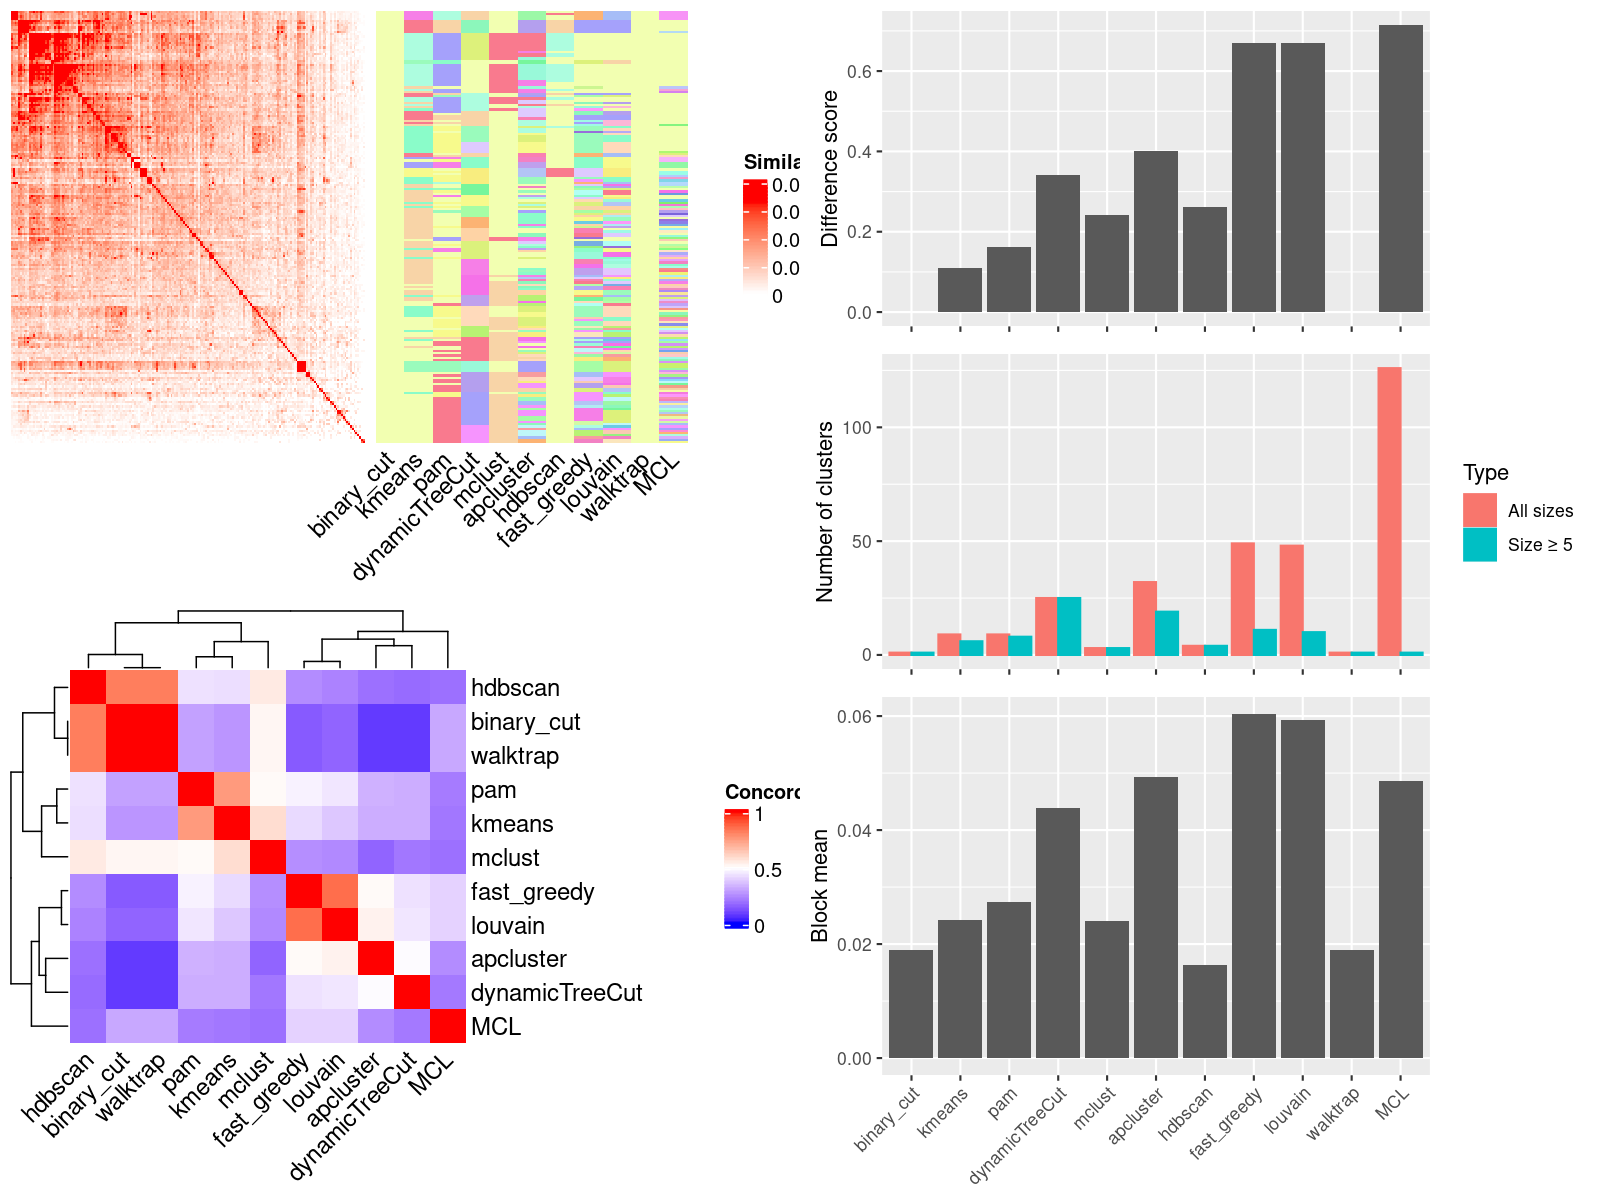 Simila
0.0
0.0
0.0
0.0
0
binary_cut
kmeans
pam
dynamicTreeCut
mclust
apcluster
hdbscan
fast_greedy
louvain
walktrap
MCL
hdbscan
binary_cut
walktrap
pam
kmeans
mclust
fast_greedy
louvain
apcluster
dynamicTreeCut
MCL
hdbscan
binary_cut
walktrap
pam
kmeans
mclust
fast_greedy
louvain
apcluster
dynamicTreeCut
MCL
Concord
1
0.5
0
Difference score
0.6
0.4
0.2
0.0
Number of clusters
100
50
0
Type
All sizes
Size ≥ 5
Block mean
0.06
0.04
0.02
0.00
binary_cut
kmeans
pam
dynamicTreeCut
mclust
apcluster
hdbscan
fast_greedy
louvain
walktrap
MCL